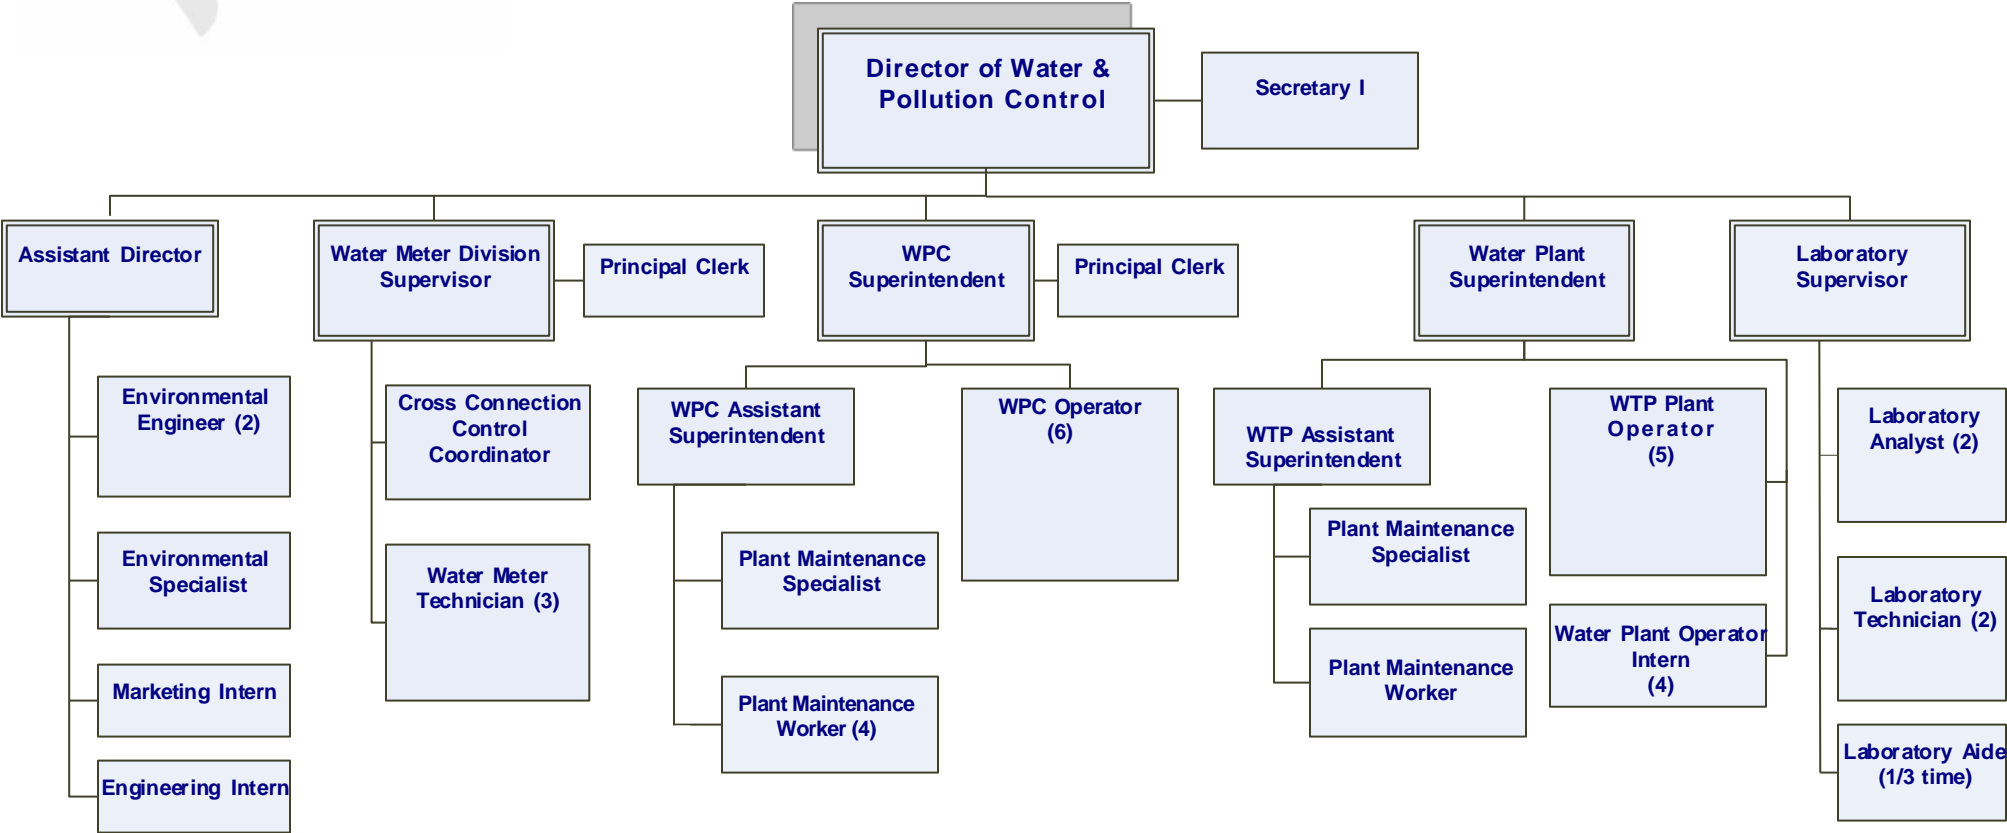 Director of Water &
Pollution Control
Secretary I
Assistant Director
Water Meter Division
Supervisor
Principal Clerk
WPC
Superintendent
Principal Clerk
Water Plant
Superintendent
Laboratory
Supervisor
Environmental
Engineer (2)
Environmental
Specialist
Marketing Intern
Engineering Intern
Cross Connection
Control
Coordinator
Water Meter
Technician (3)
WPC Assistant
Superintendent
Plant Maintenance
Specialist
Plant Maintenance
Worker (4)
WPC Operator
(6)
WTP Assistant
Superintendent
Plant Maintenance
Specialist
Plant Maintenance
Worker
WTP Plant
Operator
(5)
Water Plant Operator
Intern
(4)
Laboratory
Analyst (2)
Laboratory
Technician (2)
Laboratory Aide
(1/3 time)